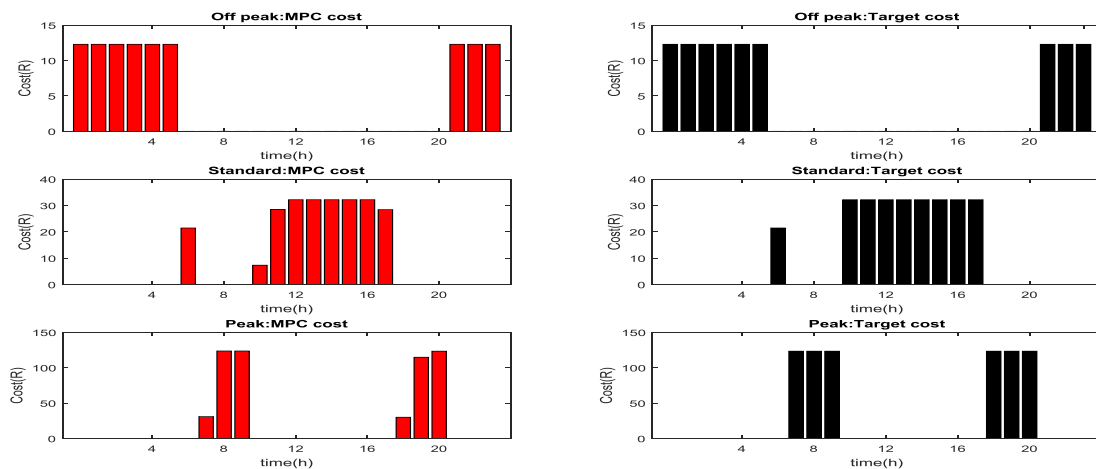 Off peak:MPC cost
Cost(R)
15
10
5
0
4 8 12 16 20
time(h)
Off peak:Target cost
Cost(R)
15
10
5
0
4 8 12 16 20
time(h)
Standard:MPC cost
Cost(R)
40
30
20
10
0
4 8 12 16 20
time(h)
Standard:Target cost
Cost(R)
40
30
20
10
0
4 8 12 16 20
time(h)
Peak:MPC cost
Cost(R)
150
100
50
0
4 8 12 16 20
time(h)
Peak:Target cost
Cost(R)
150
100
50
0
4 8 12 16 20
time(h)